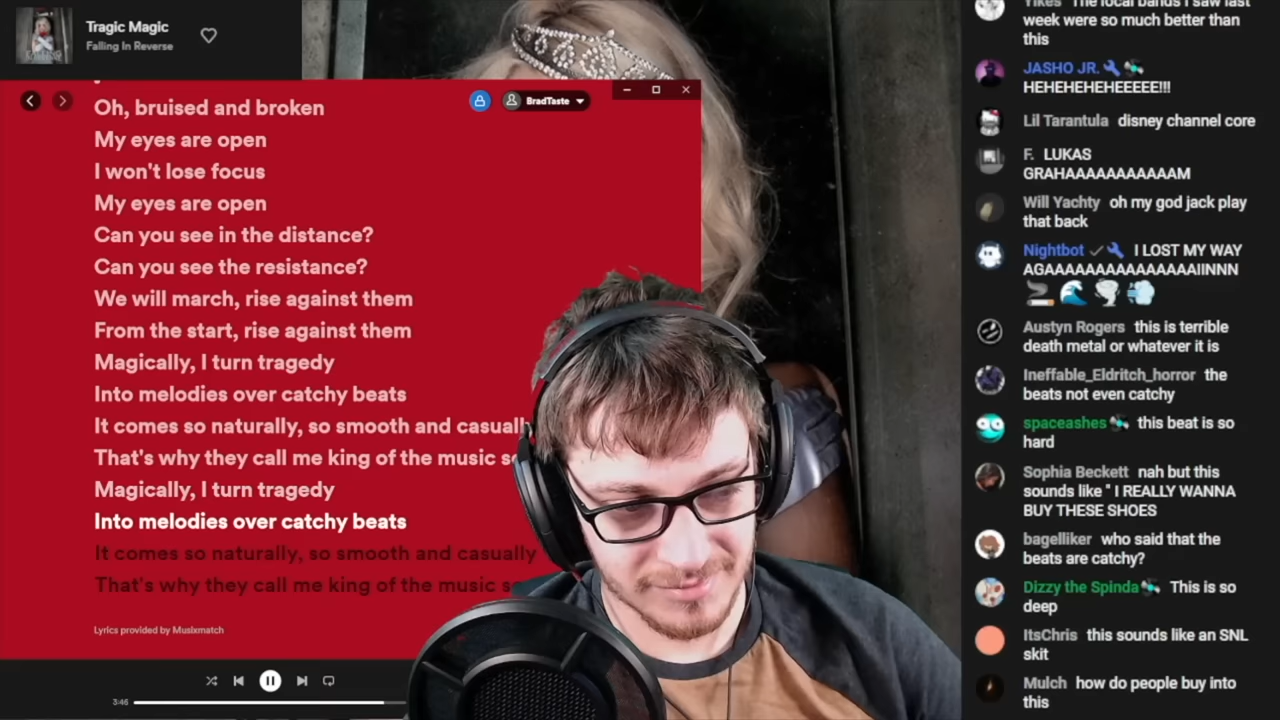 Tragic Magic
Falling In Reverse
BradTaste
Oh, bruised and broken
My eyes are open
I won't lose focus
My eyes are open
Can you see in the distance?
Can you see the resistance?
We will march, rise against them
From the start, rise against them
Magically, I turn tragedy
Into melodies over catchy beats
It comes so naturally, so smooth and casually
That's why they call me king of the music
Magically, I turn tragedy
Into melodies over catchy beats
It comes so naturally, so smooth and casually
That's why they call me king of the music
Lyrics provided by Musixmatch
3:46
Yikes The local bands I saw last
week were so much better than
this
JASHO JR. 🔧
HEHEHEHEHEEEEE!!!
Lil Tarantula disney channel core
F. LUKAS
GRAHAAAAAAAAAAAM
Will Yachty oh my god jack play
that back
Nightbot ✓ 🔧 I LOST MY WAY
AGAAAAAAAAAAAAAAIINNN
🚬 🌊 🌪️ 💨
Austyn Rogers this is terrible
death metal or whatever it is
Ineffable_Eldritch_horror the
beats not even catchy
spaceashes this beat is so
hard
Sophia Beckett nah but this
sounds like " I REALLY WANNA
BUY THESE SHOES
bagelliker who said that the
beats are catchy?
Dizzy the Spinda This is so
deep
ItsChris this sounds like an SNL
skit
Mulch how do people buy into
this